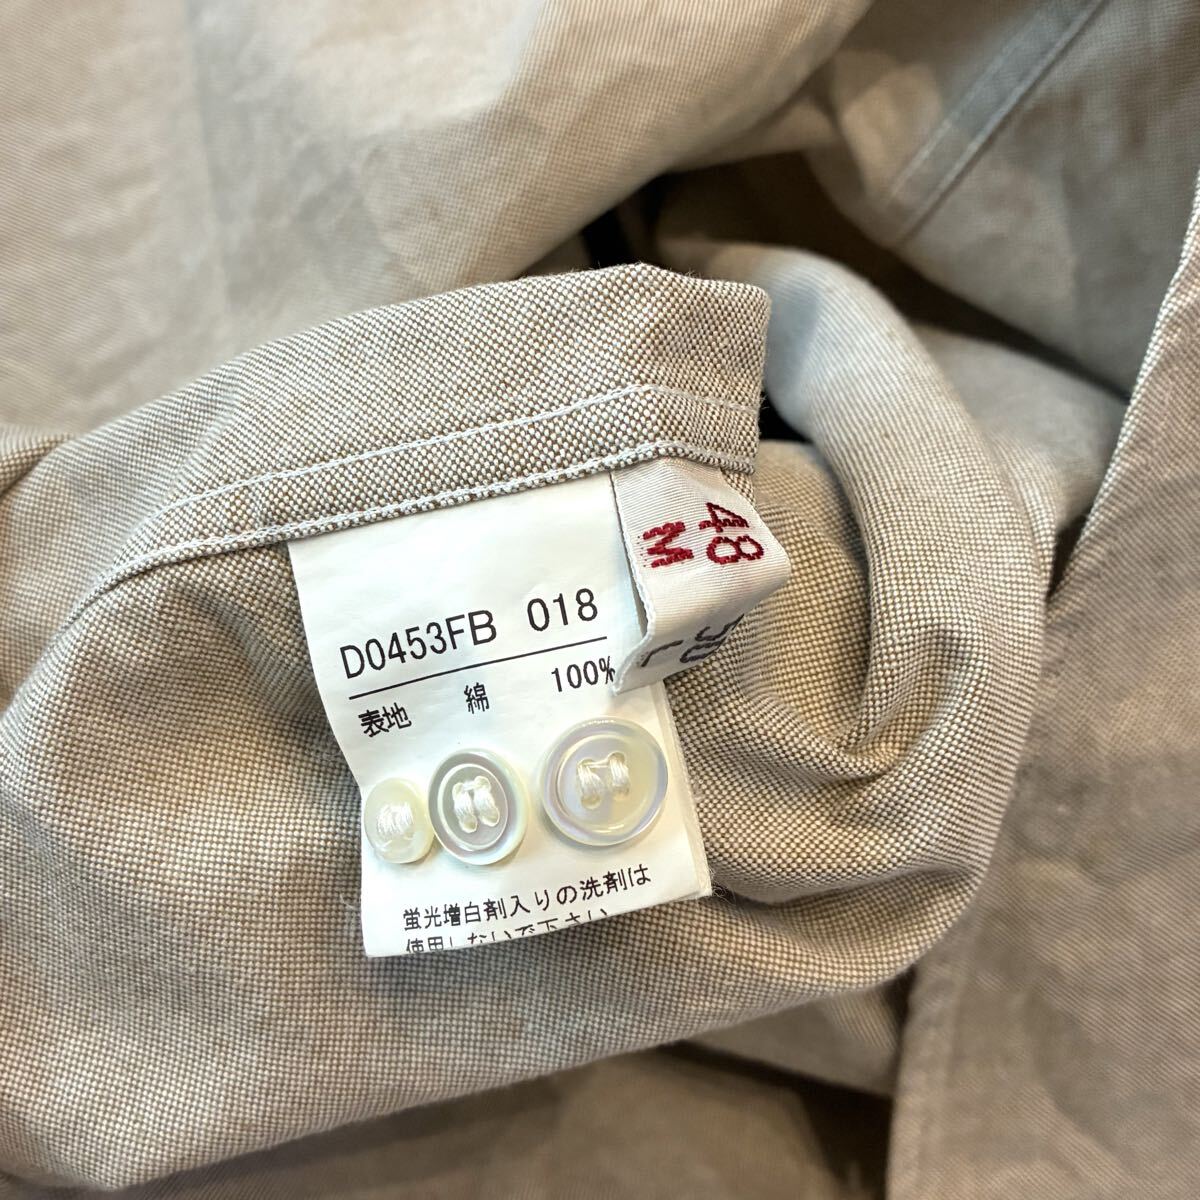 D0453FB 018
表地 綿 100%
蛍光増白剤入りの洗剤は
使用しないで下さい
48
M